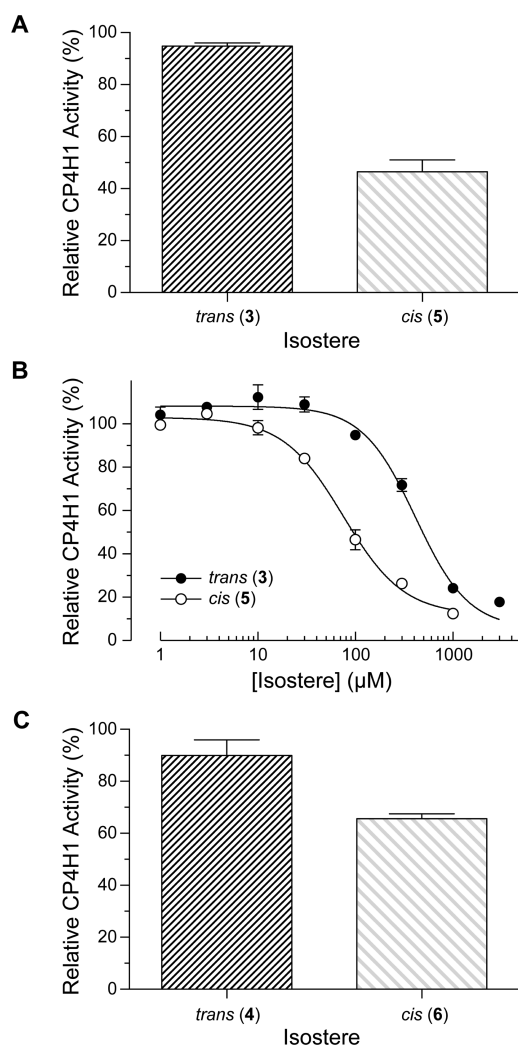 A
Relative CP4H1 Activity (%)
100
80
60
40
20
0
trans (3)
cis (5)
Isostere
B
Relative CP4H1 Activity (%)
100
80
60
40
20
0
trans (3)
cis (5)
1
10
100
1000
[Isostere] (µM)
C
Relative CP4H1 Activity (%)
100
80
60
40
20
0
trans (4)
cis (6)
Isostere